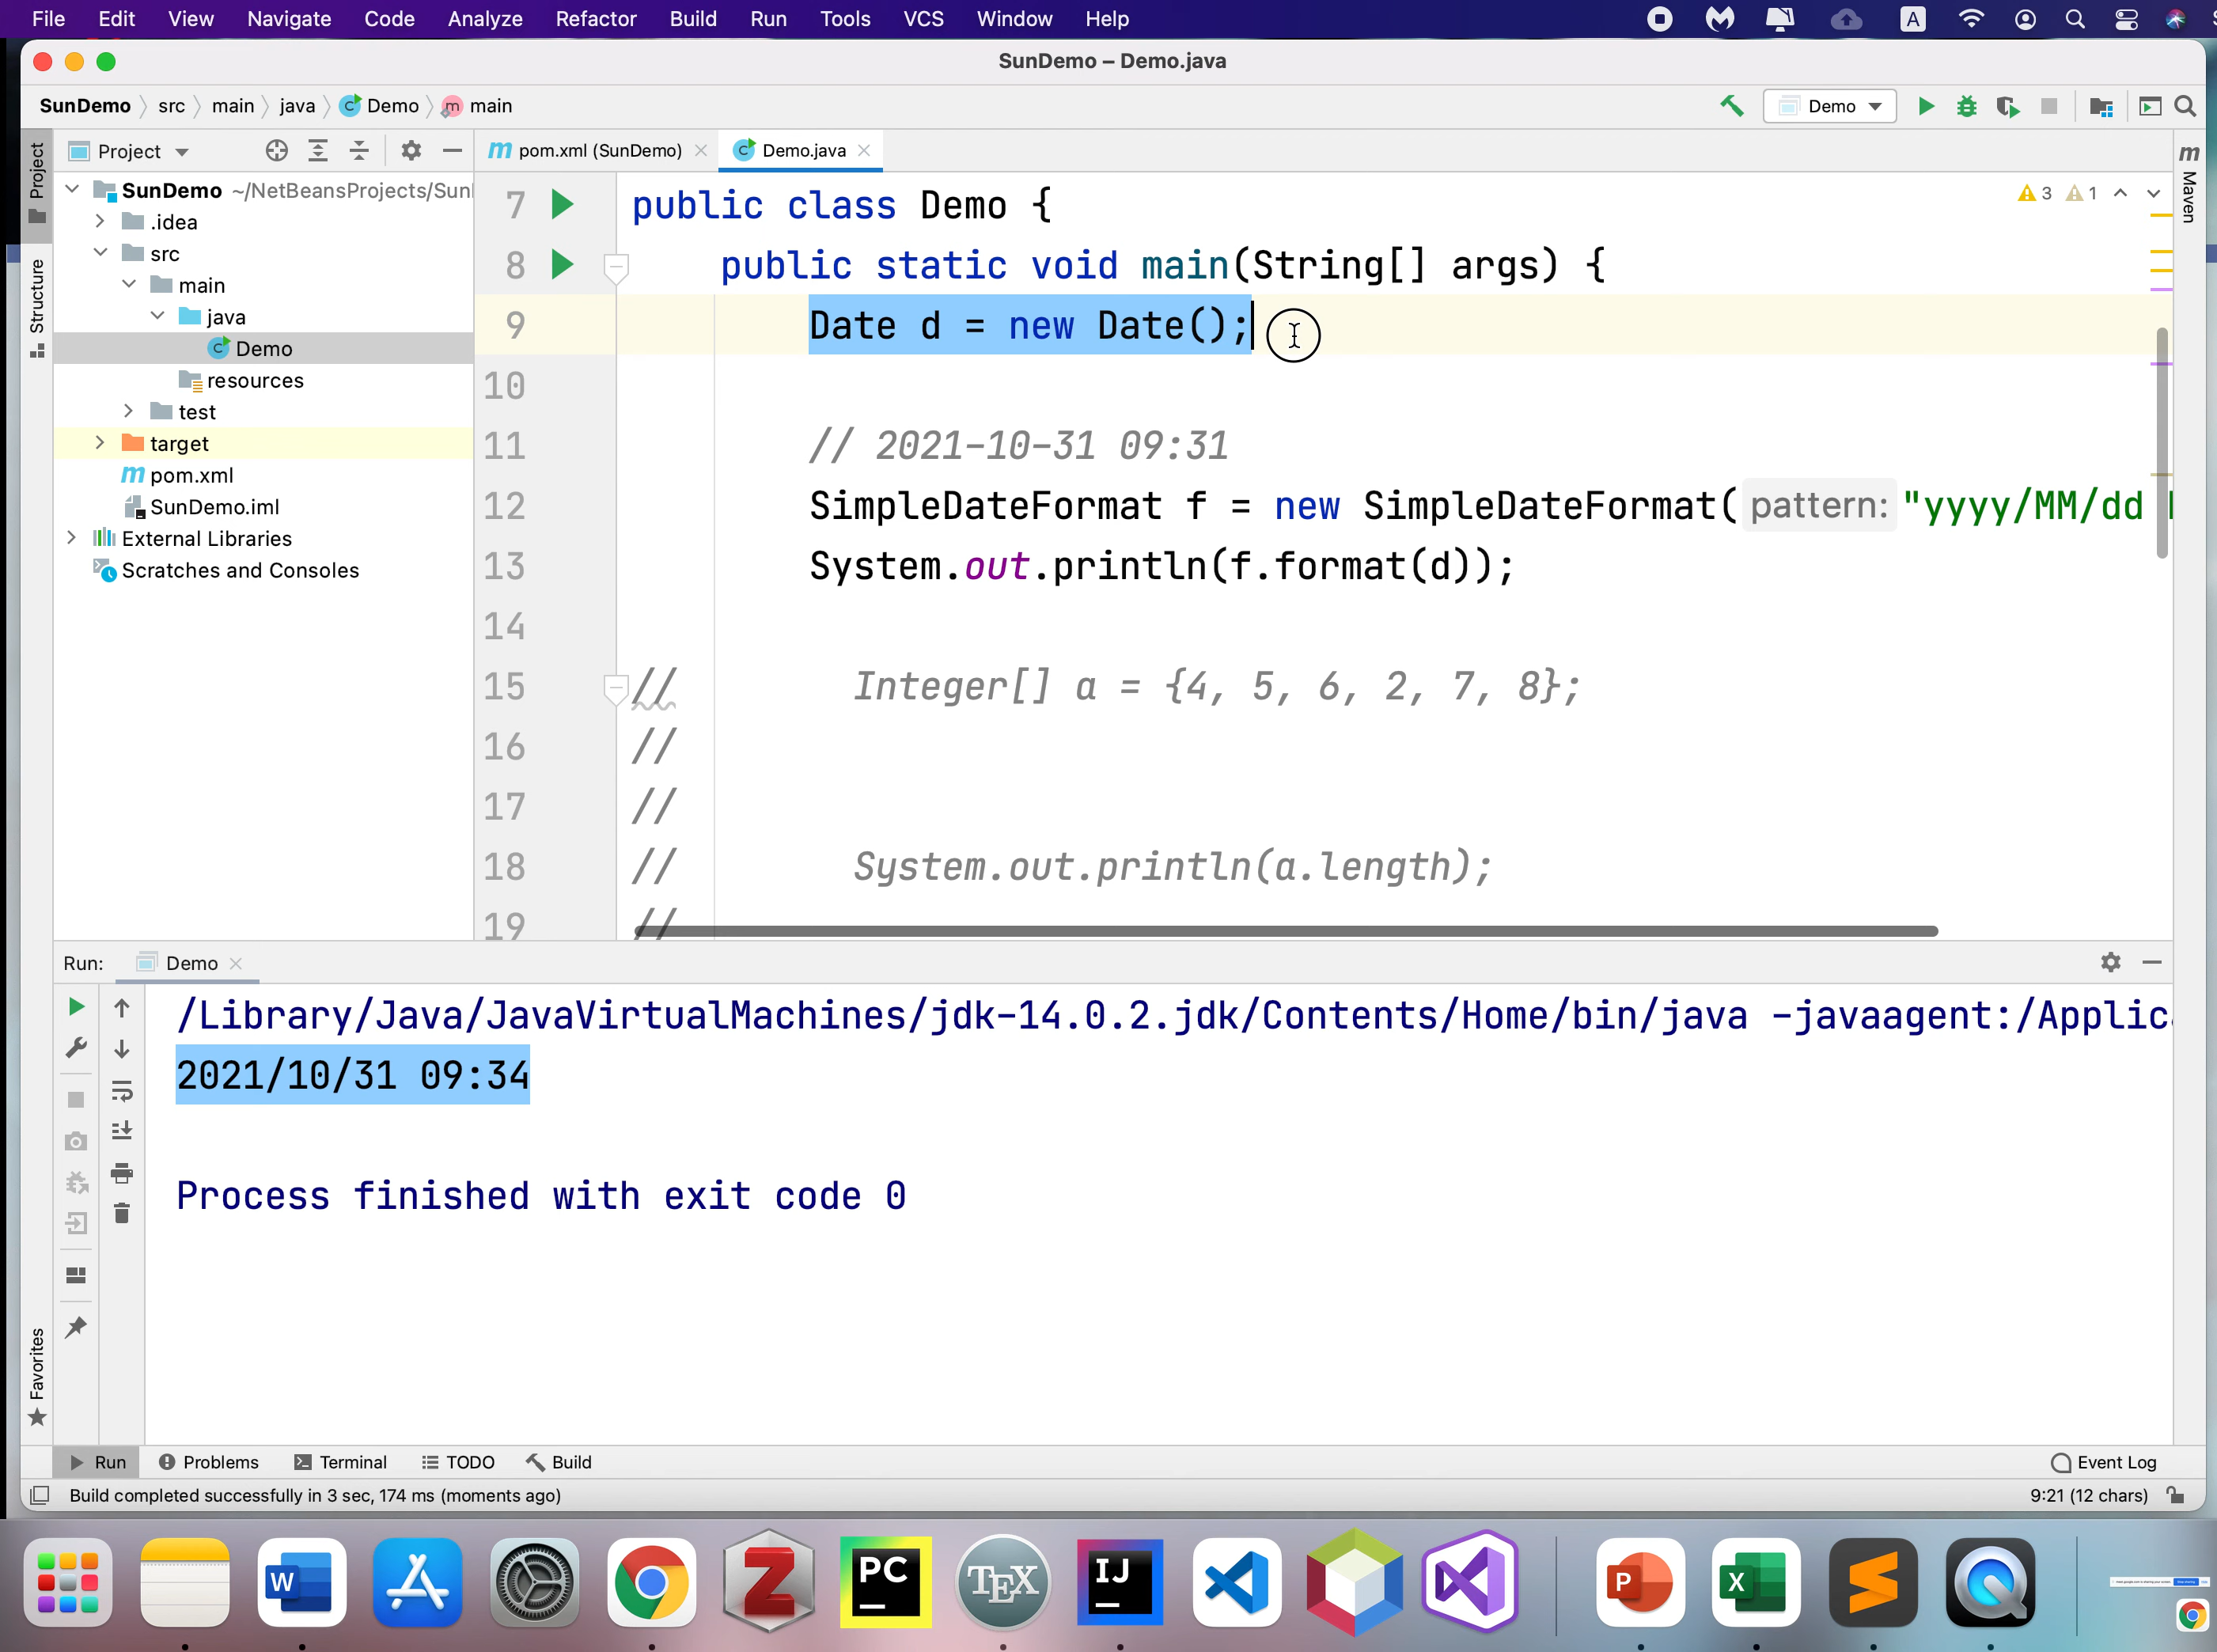 File Edit View Navigate Code Analyze Refactor Build Run Tools VCS Window Help
SunDemo – Demo.java
SunDemo src main java Demo main
Demo
Project
pom.xml (SunDemo)
Demo.java
Project
Structure
Favorites
Maven
SunDemo ~/NetBeansProjects/Sun
.idea
src
main
java
Demo
resources
test
target
pom.xml
SunDemo.iml
External Libraries
Scratches and Consoles
3 1
7 public class Demo {
8 public static void main(String[] args) {
9 Date d = new Date();
10
11 // 2021-10-31 09:31
12 SimpleDateFormat f = new SimpleDateFormat( pattern: "yyyy/MM/dd
13 System.out.println(f.format(d));
14
15 // Integer[] a = {4, 5, 6, 2, 7, 8};
16 //
17 //
18 // System.out.println(a.length);
19 //
Run: Demo
/Library/Java/JavaVirtualMachines/jdk-14.0.2.jdk/Contents/Home/bin/java -javaagent:/Applic
2021/10/31 09:34
Process finished with exit code 0
Run Problems Terminal TODO Build Event Log
Build completed successfully in 3 sec, 174 ms (moments ago) 9:21 (12 chars)
W Z PC TEX IJ P X